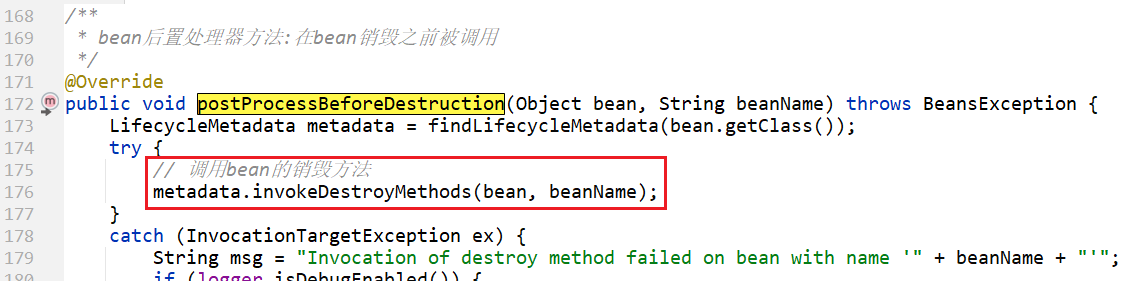 168 /**
169  * bean后置处理器方法:在bean销毁之前被调用
170  */
171 @Override
172 public void postProcessBeforeDestruction(Object bean, String beanName) throws BeansException {
173     LifecycleMetadata metadata = findLifecycleMetadata(bean.getClass());
174     try {
175         // 调用bean的销毁方法
176         metadata.invokeDestroyMethods(bean, beanName);
177     }
178     catch (InvocationTargetException ex) {
179         String msg = "Invocation of destroy method failed on bean with name '" + beanName + "'";
180         if (logger.isDebugEnabled()) {